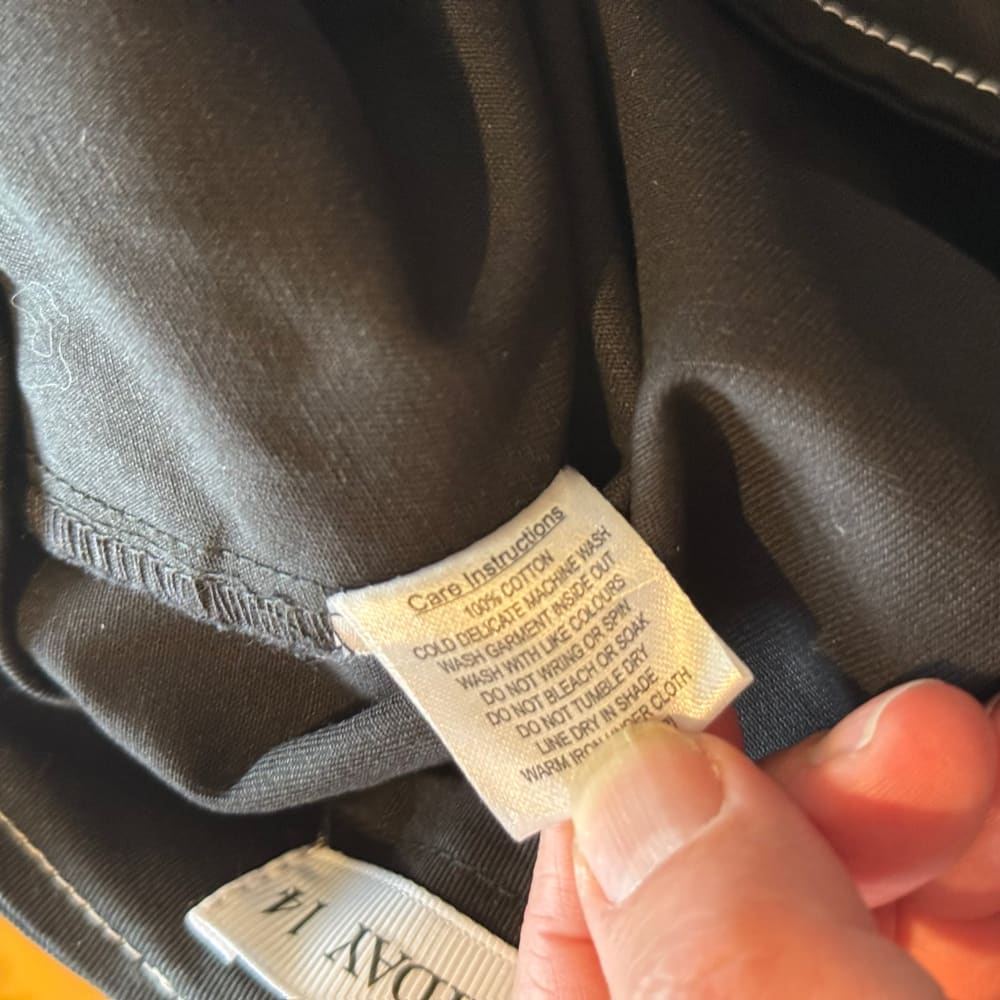 Care Instructions
100% COTTON
COLD DELICATE MACHINE WASH
WASH GARMENT INSIDE OUT
WASH WITH LIKE COLOURS
DO NOT WRING OR SPIN
DO NOT BLEACH OR SOAK
DO NOT TUMBLE DRY
LINE DRY IN SHADE
WARM IRON UNDER CLOTH
DAY 14